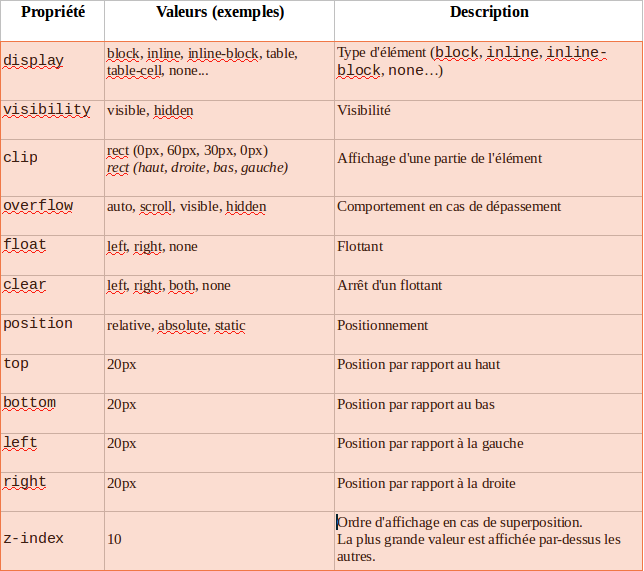 Propriété Valeurs (exemples) Description
display block, inline, inline-block, table, table-cell, none... Type d'élément (block, inline, inline-block, none…)
visibility visible, hidden Visibilité
clip rect (0px, 60px, 30px, 0px)
rect (haut, droite, bas, gauche) Affichage d'une partie de l'élément
overflow auto, scroll, visible, hidden Comportement en cas de dépassement
float left, right, none Flottant
clear left, right, both, none Arrêt d'un flottant
position relative, absolute, static Positionnement
top 20px Position par rapport au haut
bottom 20px Position par rapport au bas
left 20px Position par rapport à la gauche
right 20px Position par rapport à la droite
z-index 10 Ordre d'affichage en cas de superposition.
La plus grande valeur est affichée par-dessus les
autres.